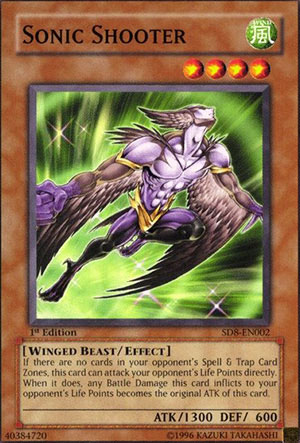 SONIC SHOOTER
WIND
風
1st Edition
SD8-EN002
[WINGED BEAST/EFFECT]
If there are no cards in your opponent's Spell & Trap Card
Zones, this card can attack your opponent's Life Points directly.
When it does, any Battle Damage this card inflicts to your
opponent's Life Points becomes the original ATK of this card.
ATK/1300 DEF/ 600
40384720
©1996 KAZUKI TAKAHASHI